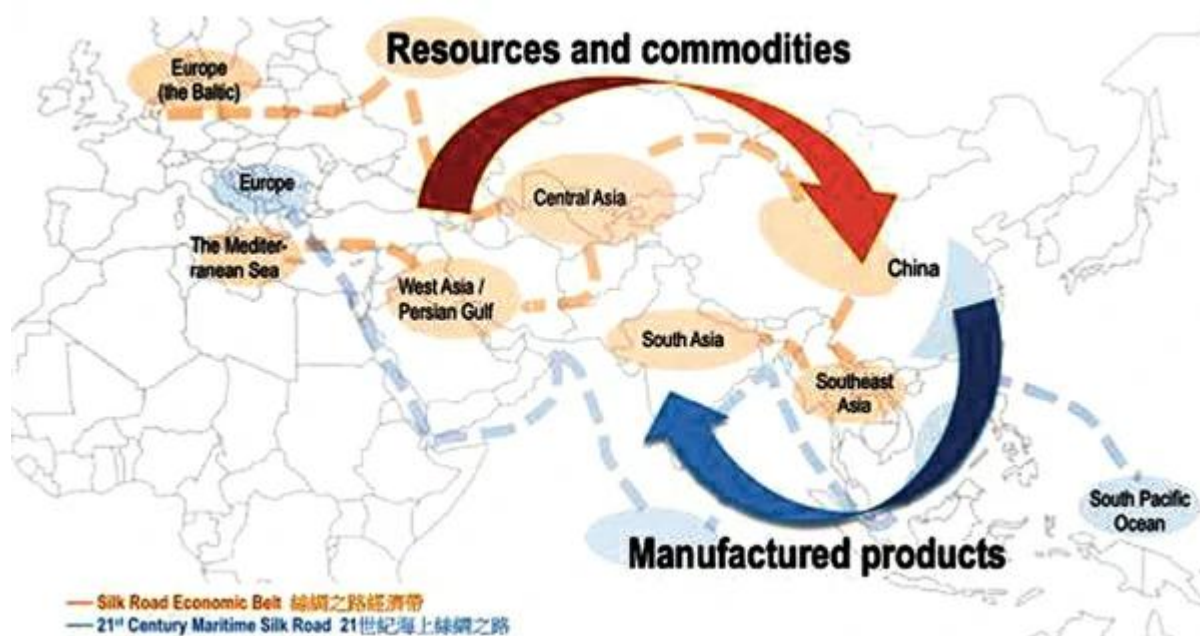 Resources and commodities
Europe
(the Baltic)
Europe
Central Asia
The Mediter-
ranean Sea
West Asia /
Persian Gulf
China
South Asia
Southeast
Asia
South Pacific
Ocean
Manufactured products
Silk Road Economic Belt 絲綢之路經濟帶
21st Century Maritime Silk Road 21世紀海上絲綢之路